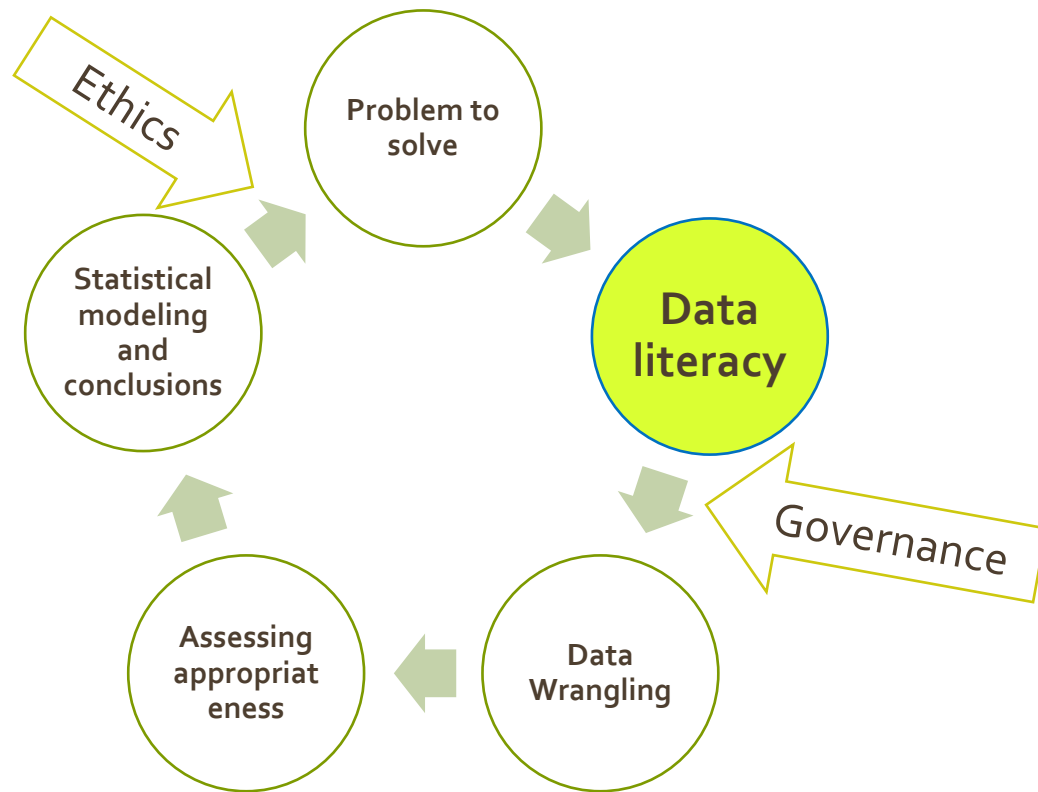 Ethics
Problem to
solve
Data
literacy
Governance
Data
Wrangling
Assessing
appropriat
eness
Statistical
modeling
and
conclusions